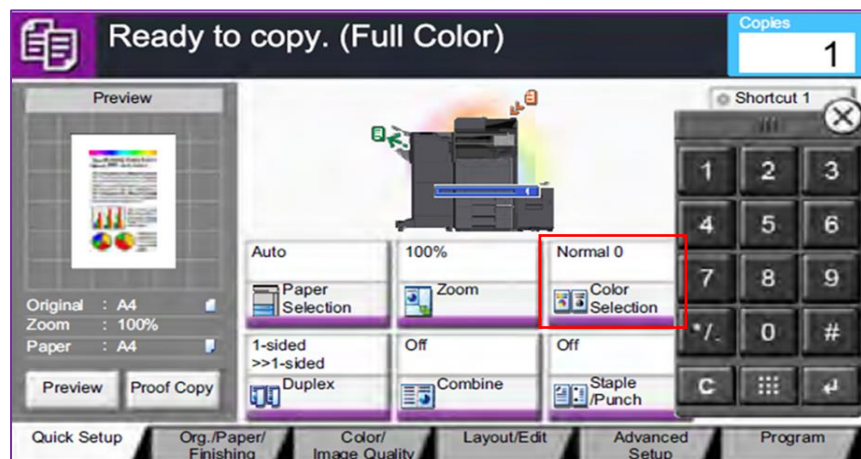 Ready to copy. (Full Color)
Copies
1
Preview
Shortcut 1
1 2 3
4 5 6
7 8 9
*/. 0 #
C
Auto
Paper
Selection
100%
Zoom
Normal 0
Color
Selection
Original : A4
Zoom : 100%
Paper : A4
1-sided
>>1-sided
Duplex
Off
Combine
Off
Staple
/Punch
Preview
Proof Copy
Quick Setup
Org./Paper/
Finishing
Color/
Image Quality
Layout/Edit
Advanced
Setup
Program